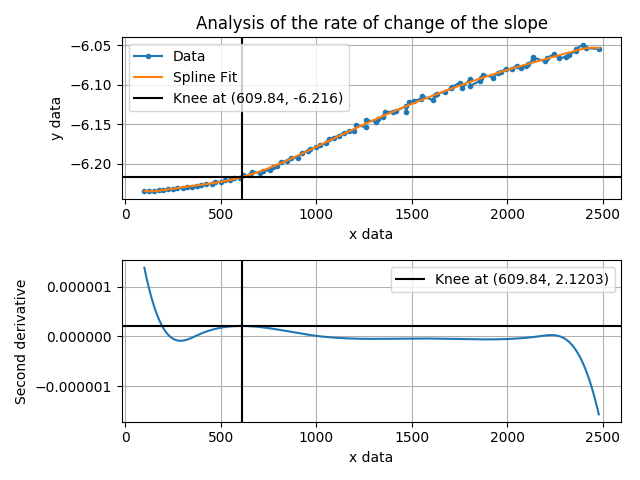 Analysis of the rate of change of the slope
−6.05
−6.10
−6.15
−6.20
y data
Data
Spline Fit
Knee at (609.84, -6.216)
0 500 1000 1500 2000 2500
x data
0.000001
0.000000
−0.000001
Second derivative
Knee at (609.84, 2.1203)
0 500 1000 1500 2000 2500
x data